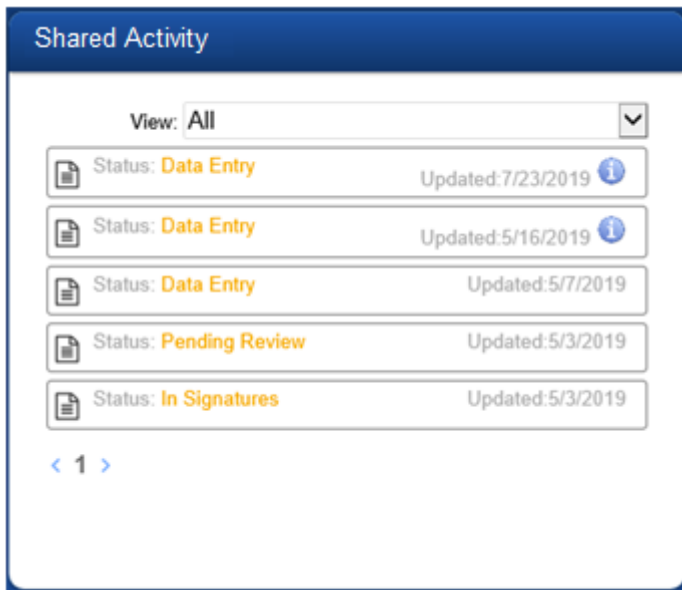 Shared Activity
View: All
Status: Data Entry Updated:7/23/2019 i
Status: Data Entry Updated:5/16/2019 i
Status: Data Entry Updated:5/7/2019
Status: Pending Review Updated:5/3/2019
Status: In Signatures Updated:5/3/2019
< 1 >